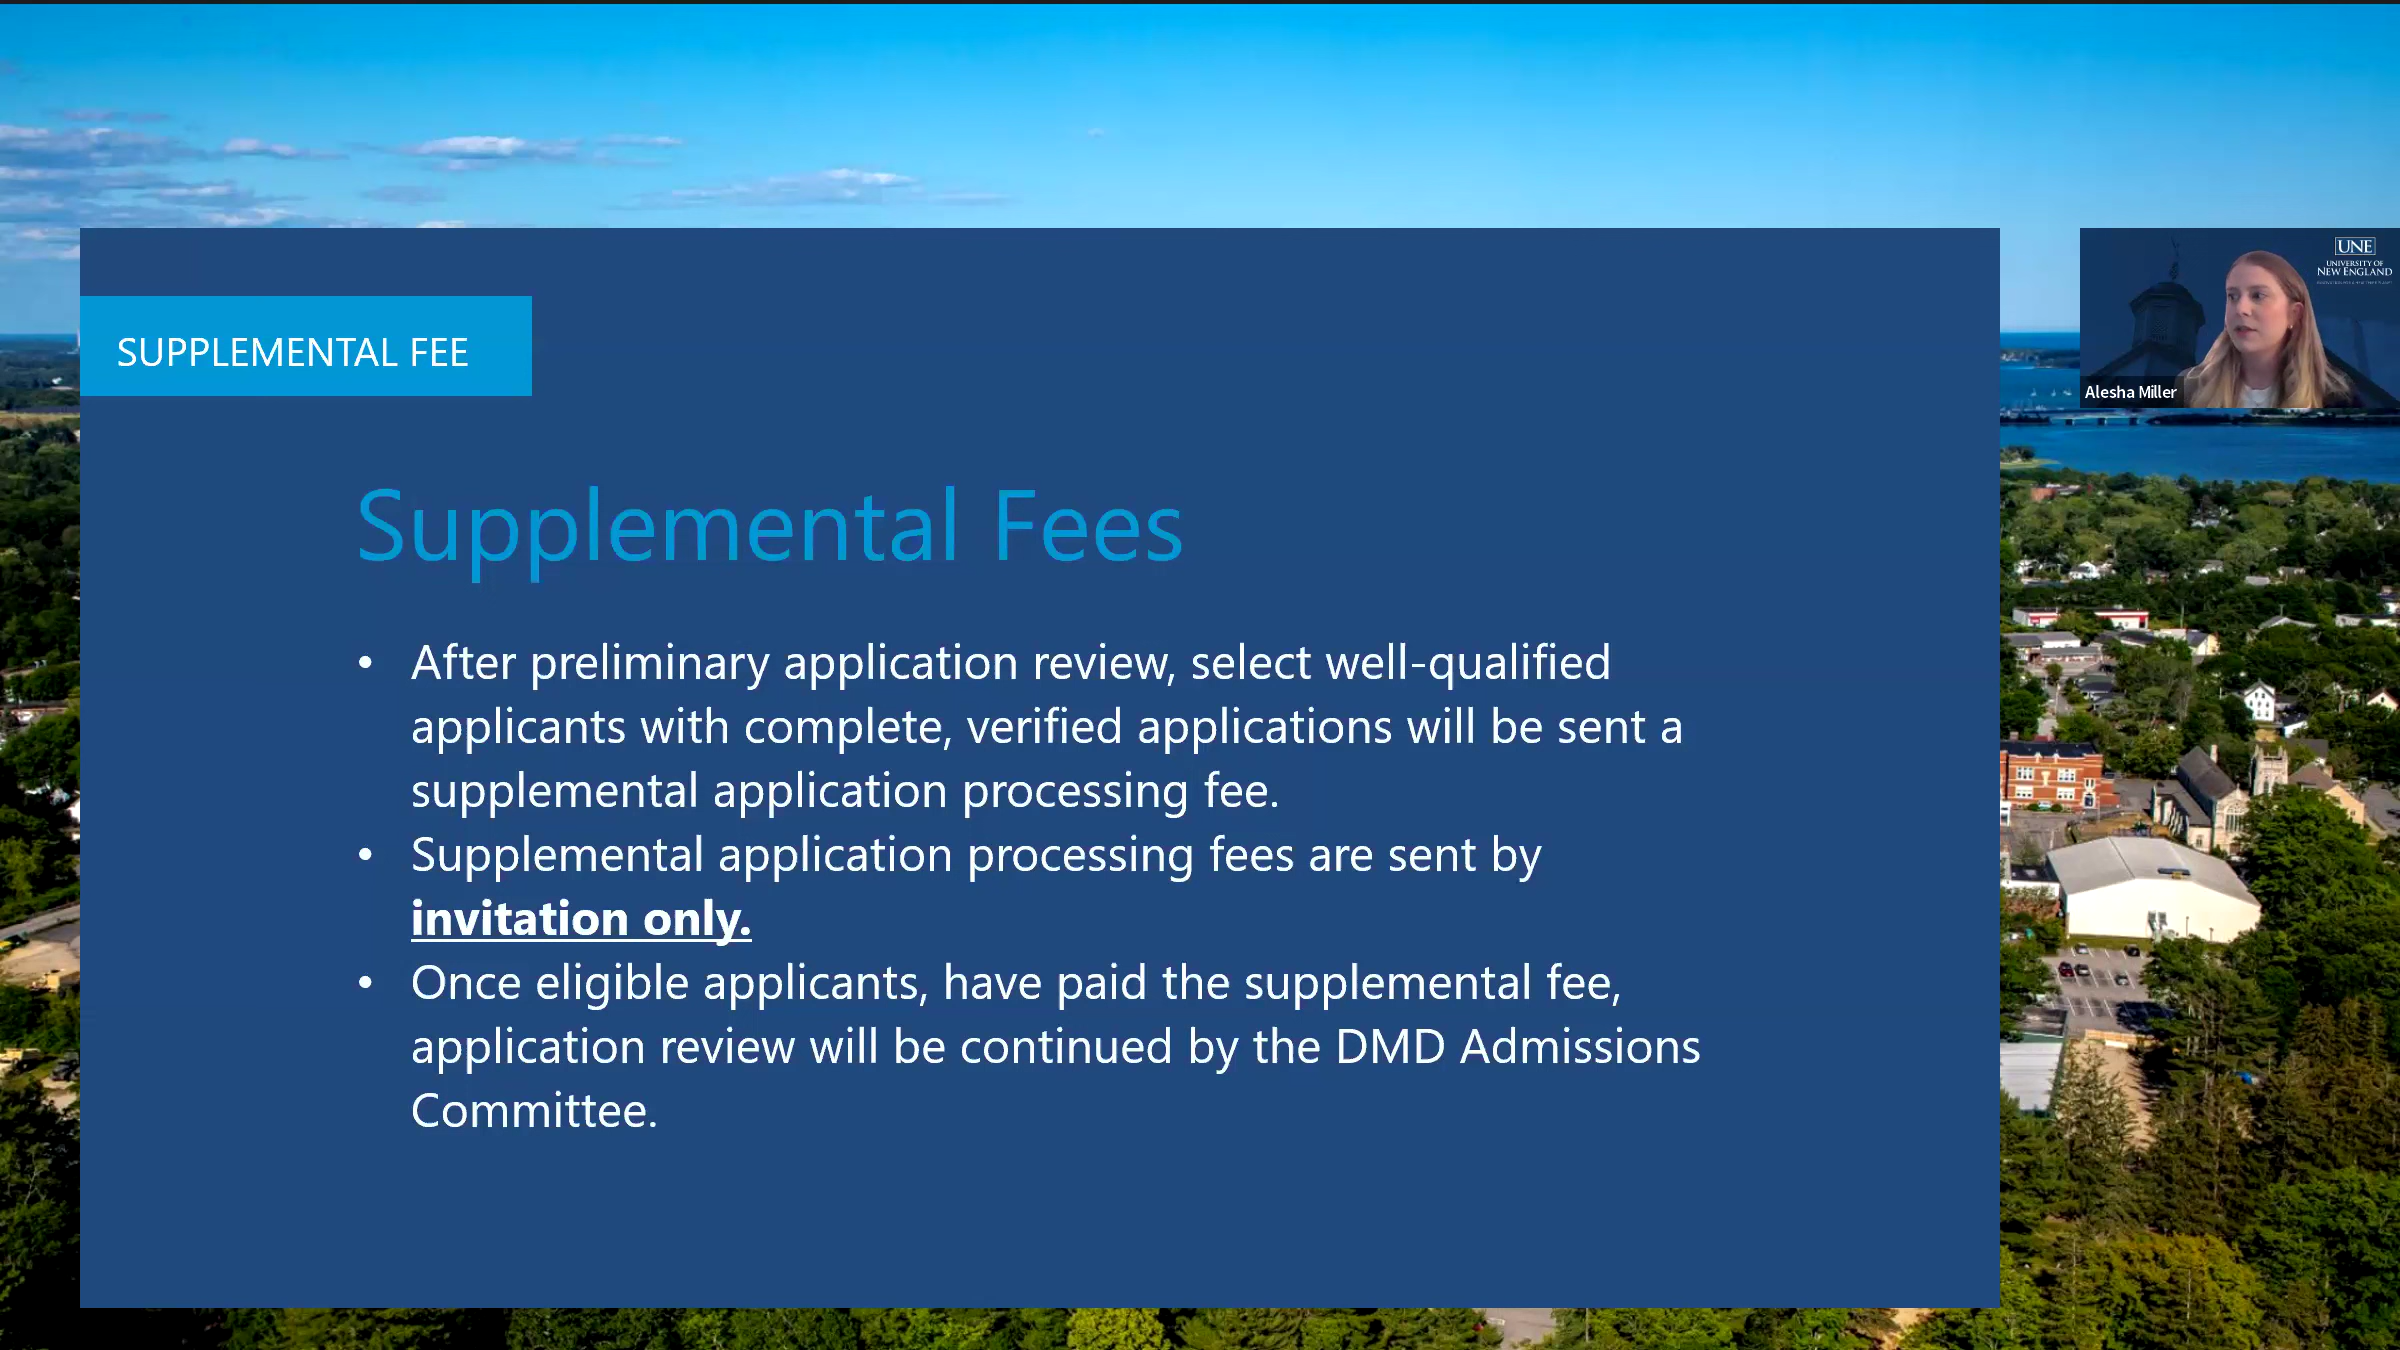 SUPPLEMENTAL FEE
Supplemental Fees
• After preliminary application review, select well-qualified
applicants with complete, verified applications will be sent a
supplemental application processing fee.
• Supplemental application processing fees are sent by
invitation only.
• Once eligible applicants, have paid the supplemental fee,
application review will be continued by the DMD Admissions
Committee.
UNE
UNIVERSITY OF
NEW ENGLAND
Alesha Miller